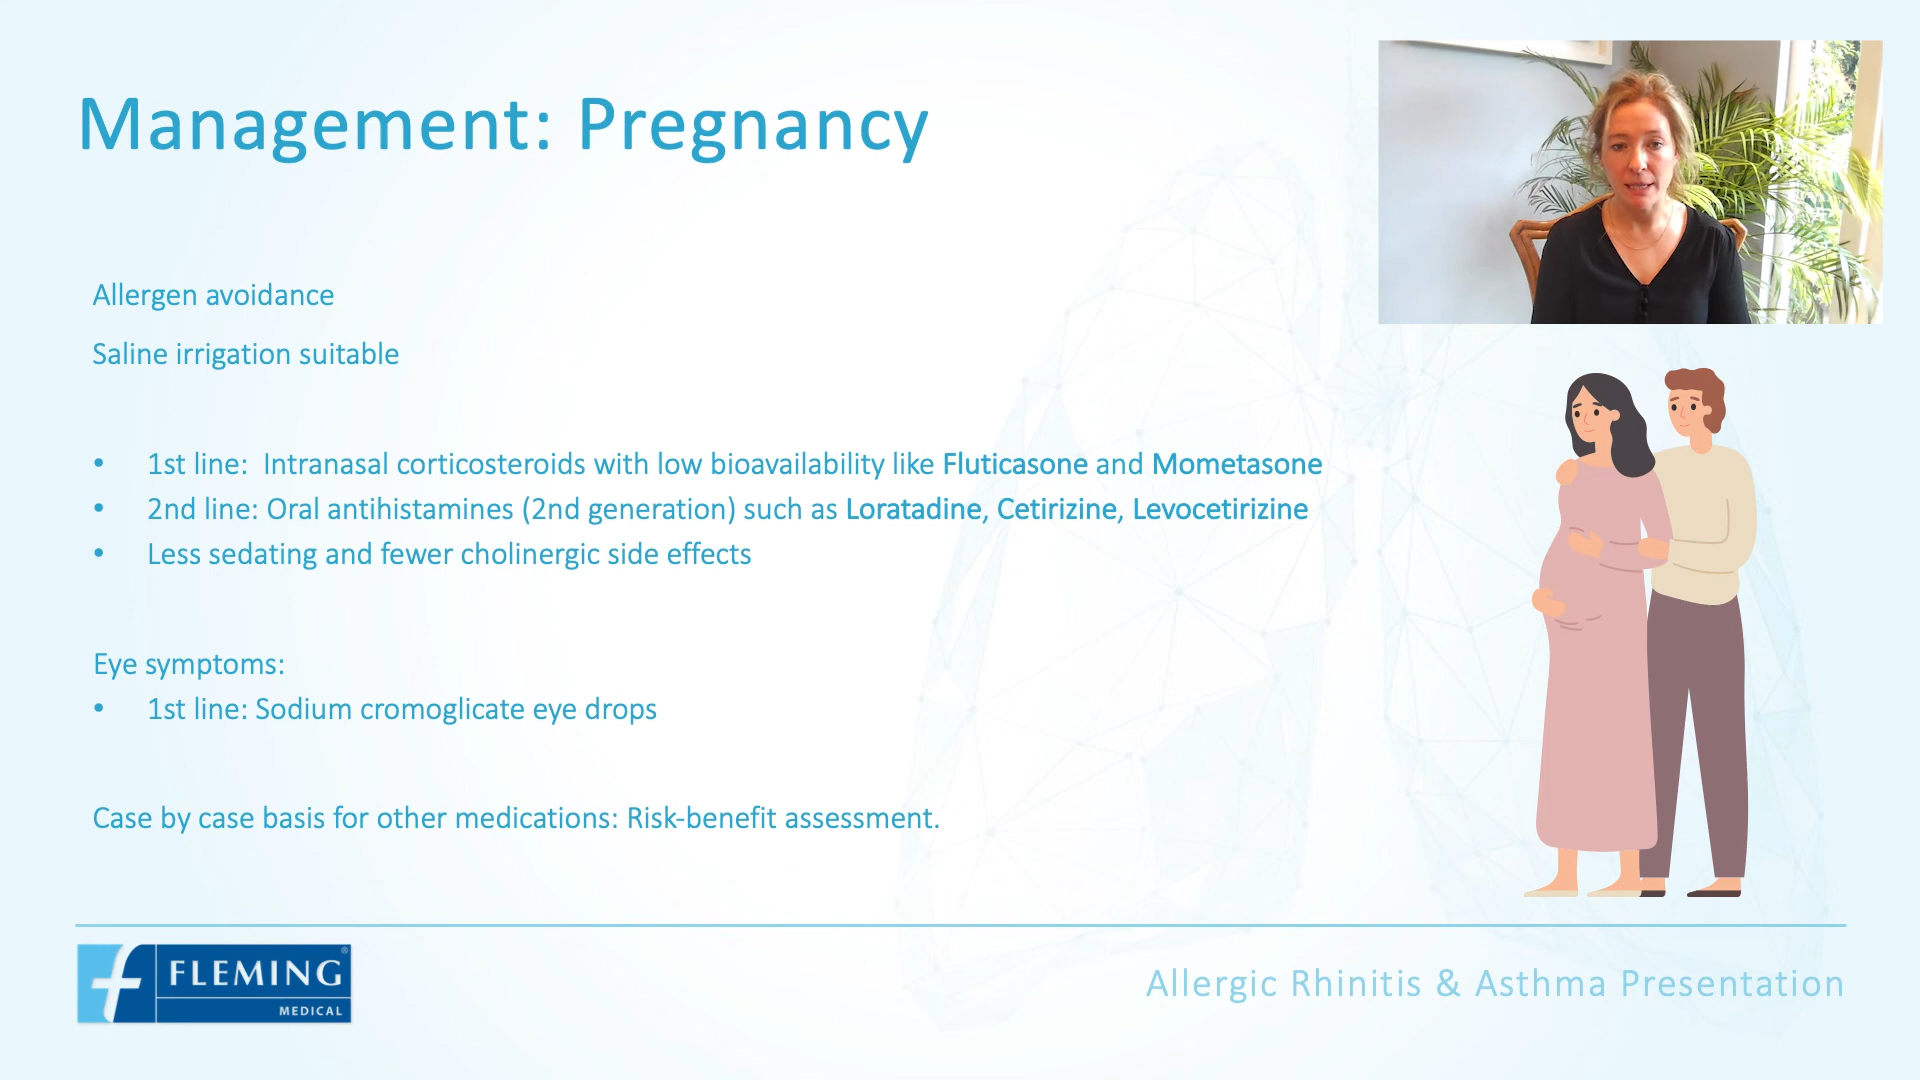 Management: Pregnancy
Allergen avoidance
Saline irrigation suitable
• 1st line: Intranasal corticosteroids with low bioavailability like Fluticasone and Mometasone
• 2nd line: Oral antihistamines (2nd generation) such as Loratadine, Cetirizine, Levocetirizine
• Less sedating and fewer cholinergic side effects
Eye symptoms:
• 1st line: Sodium cromoglicate eye drops
Case by case basis for other medications: Risk-benefit assessment.
FLEMING®
MEDICAL
Allergic Rhinitis & Asthma Presentation